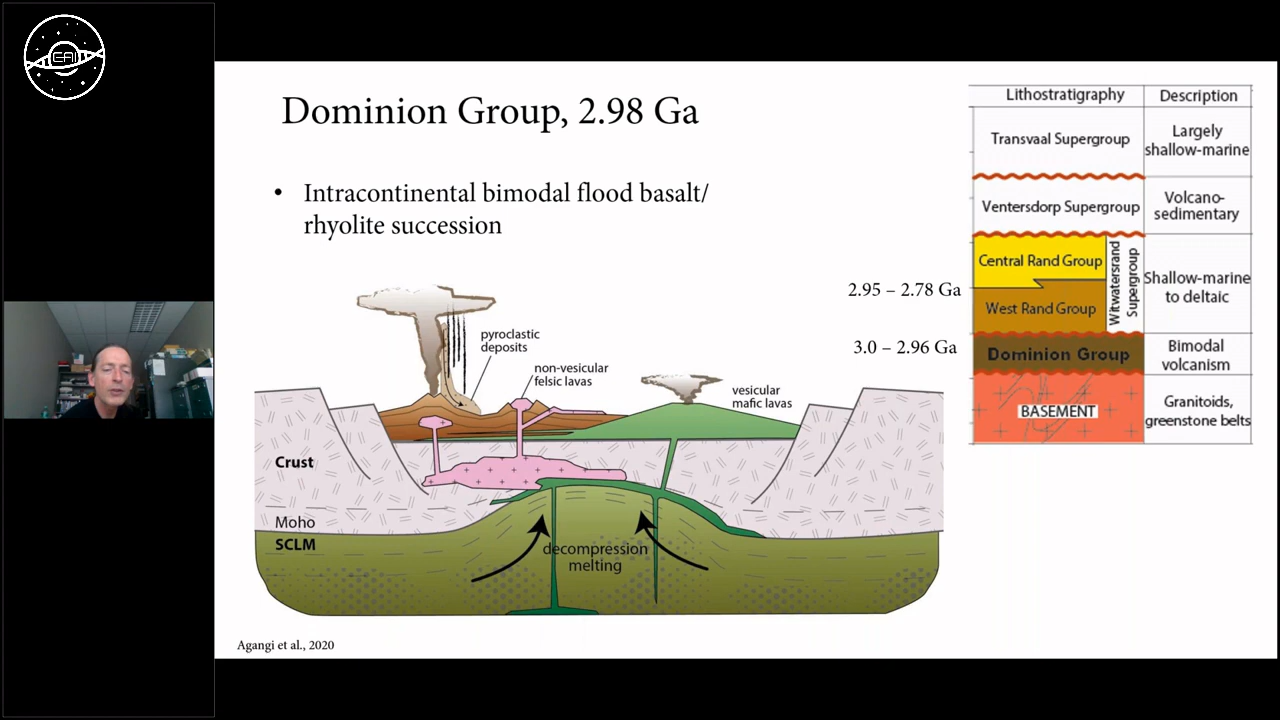 EAI
Dominion Group, 2.98 Ga
• Intracontinental bimodal flood basalt/
rhyolite succession
pyroclastic
deposits
non-vesicular
felsic lavas
vesicular
mafic lavas
Crust
Moho
SCLM
decompression
melting
Agangi et al., 2020
2.95 – 2.78 Ga
3.0 – 2.96 Ga
Lithostratigraphy Description
Transvaal Supergroup
Largely
shallow-marine
Ventersdorp Supergroup
Volcano-
sedimentary
Central Rand Group
West Rand Group
Witwatersrand
Supergroup
Shallow-marine
to deltaic
Dominion Group
Bimodal
volcanism
BASEMENT
Granitoids,
greenstone belts